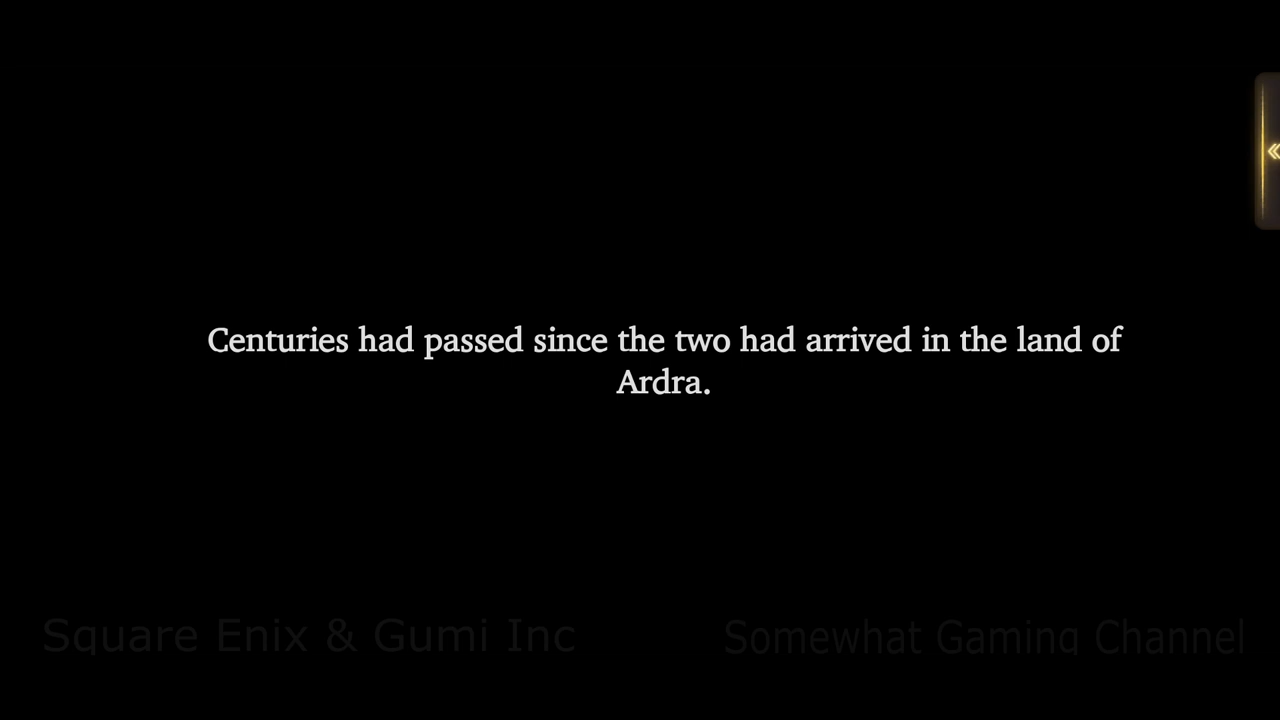 Centuries had passed since the two had arrived in the land of
Ardra.
Square Enix & Gumi Inc
Somewhat Gaming Channel